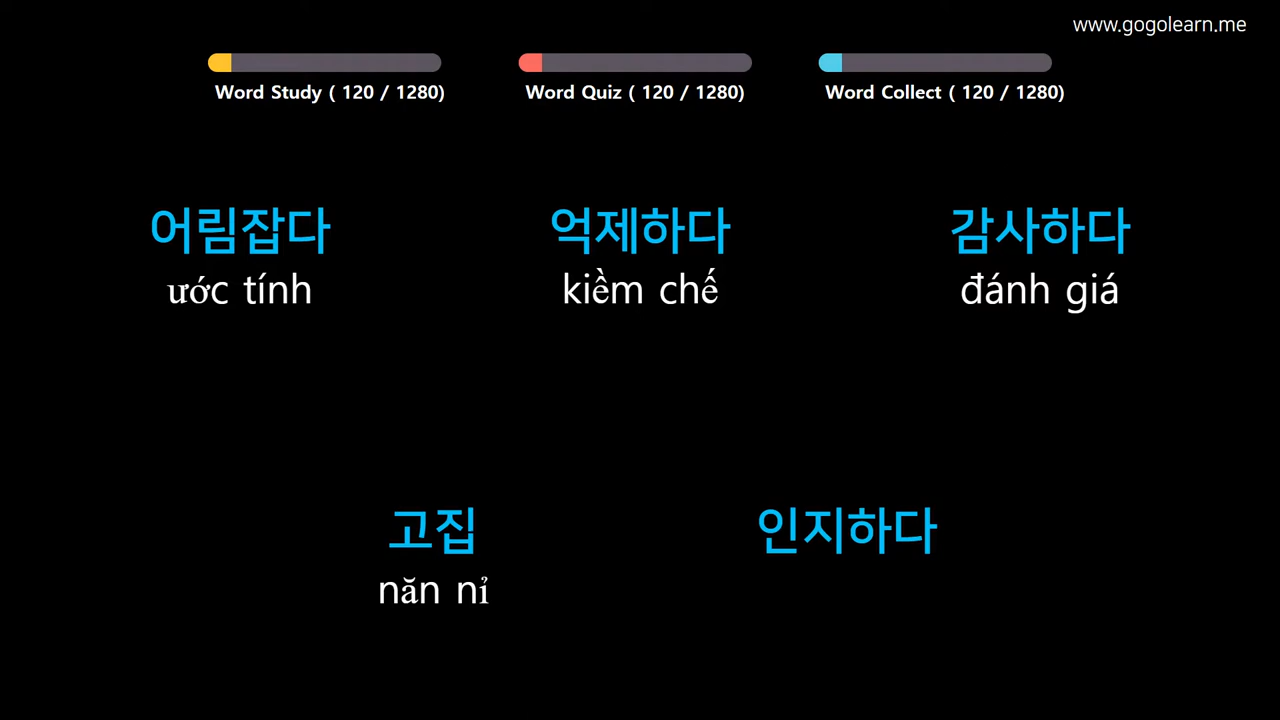 www.gogolearn.me
Word Study ( 120 / 1280)
Word Quiz ( 120 / 1280)
Word Collect ( 120 / 1280)
어림잡다
억제하다
감사하다
ước tính
kiềm chế
đánh giá
고집
인지하다
năn nỉ